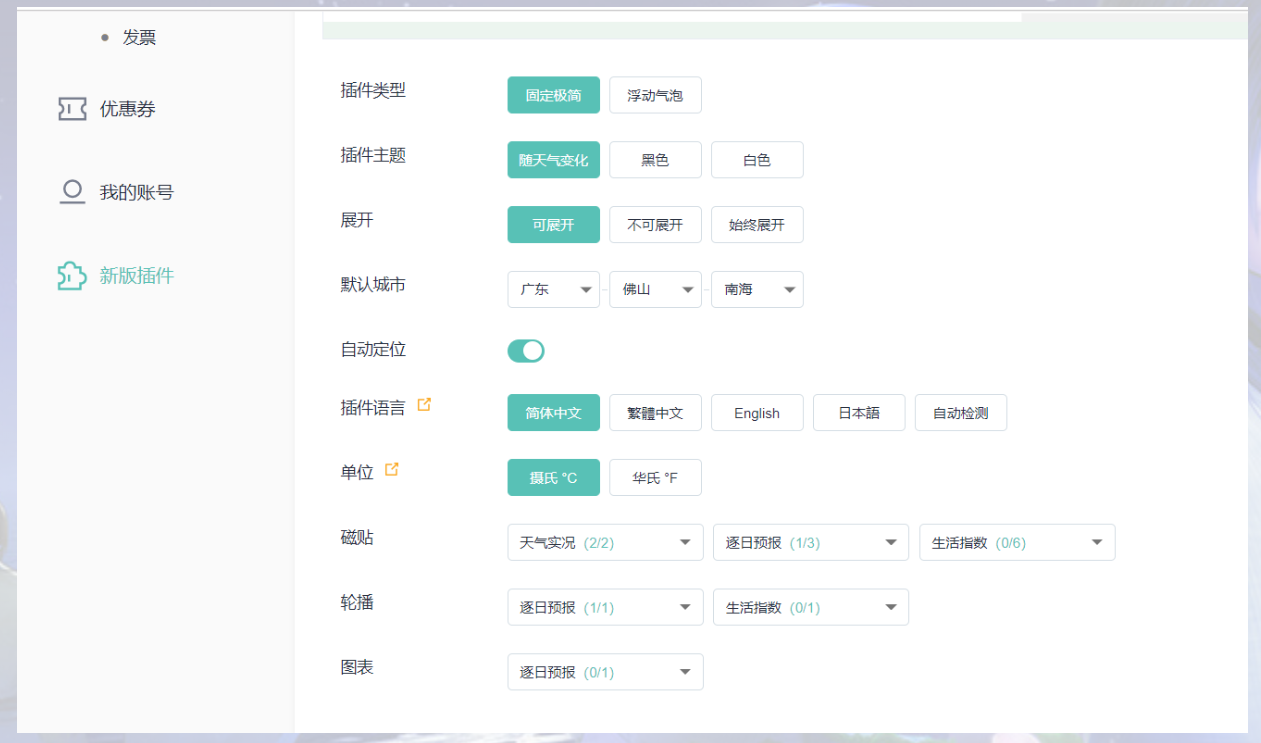 发票
优惠券
我的账号
新版插件
插件类型 固定极简 浮动气泡
插件主题 随天气变化 黑色 白色
展开 可展开 不可展开 始终展开
默认城市 广东 - 佛山 - 南海
自动定位
插件语言 简体中文 繁體中文 English 日本語 自动检测
单位 摄氏 °C 华氏 °F
磁贴 天气实况 (2/2) 逐日预报 (1/3) 生活指数 (0/6)
轮播 逐日预报 (1/1) 生活指数 (0/1)
图表 逐日预报 (0/1)